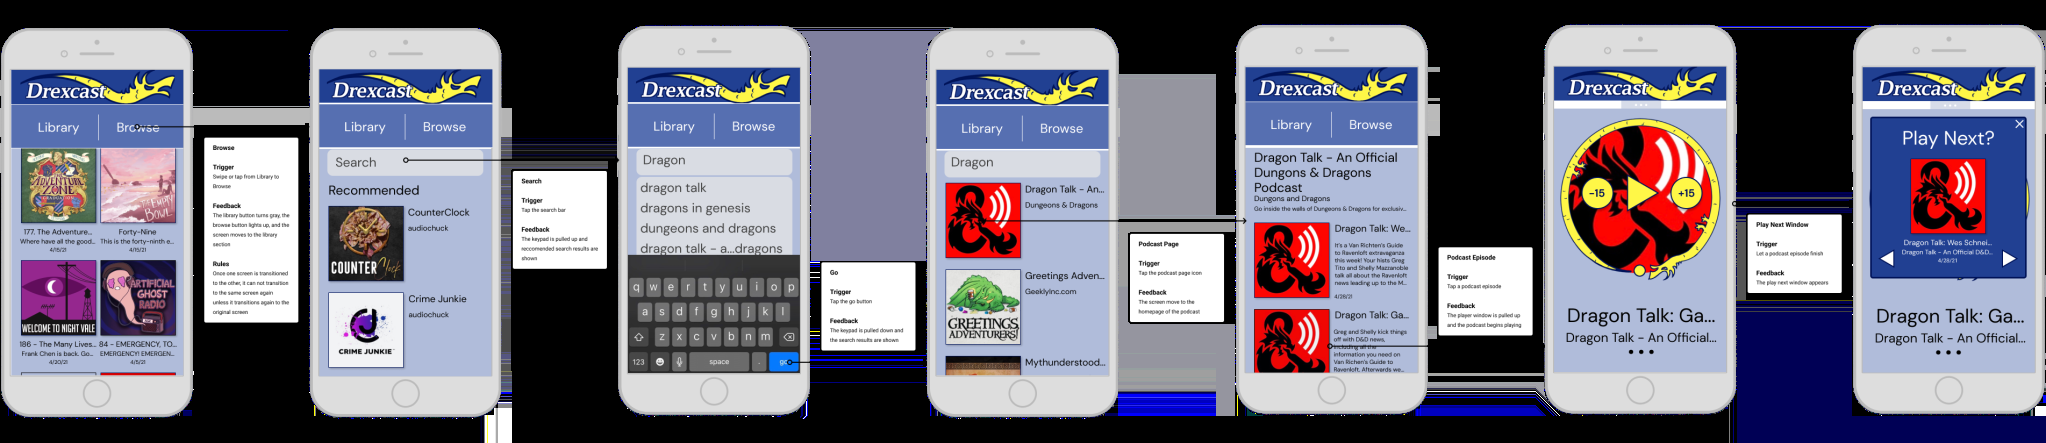 Drexcast
Library
Browse
ADVENTURE
ZONE
GRADUATION
THE EMPTY
BOWL
177. The Adventure...
Where have all the good...
4/15/21
Forty-Nine
This is the forty-ninth e...
4/15/21
WELCOME TO NIGHT VALE
ARTIFICIAL
GHOST
RADIO
186 - The Many Lives...
Frank Chen is back. Go...
4/20/21
84 - EMERGENCY, TO...
EMERGENCY! EMERGEN...
4/5/21
Browse
Trigger
Swipe or tap from Library to
Browse
Feedback
The library button turns gray, the
browse button lights up, and the
screen moves to the library
section
Rules
Once one screen is transitioned
to the other, it can not transition
to the same screen again
unless it transitions again to the
original screen
Drexcast
Library
Browse
Search
Recommended
COUNTER Clock
CounterClock
audiochuck
CRIME JUNKIE
Crime Junkie
audiochuck
Search
Trigger
Tap the search bar
Feedback
The keypad is pulled up and
reccomended search results are
shown
Drexcast
Library
Browse
Dragon
dragon talk
dragons in genesis
dungeons and dragons
dragon talk - a...dragons
q w e r t y u i o p
a s d f g h j k l
z x c v b n m
123 space . go
Go
Trigger
Tap the go button
Feedback
The keypad is pulled down and
the search results are shown
Drexcast
Library
Browse
Dragon
Dragon Talk - An...
Dungeons & Dragons
GREETINGS,
ADVENTURERS!
Greetings Adven...
GeeklyInc.com
Mythunderstood...
Podcast Page
Trigger
Tap the podcast page icon
Feedback
The screen move to the
homepage of the podcast
Drexcast
Library
Browse
Dragon Talk - An Official
Dungeons & Dragons
Podcast
Dungeons and Dragons
Go inside the walls of Dungeons & Dragons for exclusiv...
Dragon Talk: We...
It's a Van Richten's Guide
to Ravenloft extravaganza
this week! Your hists Greg
Tito and Shelly Mazzanoble
talk all about the Ravenloft
news leading up to the M...
4/28/21
Dragon Talk: Ga...
Greg and Shelly kick things
off with D&D news,
including all the
information you need on
Van Richen's Guide to
Ravenloft. Afterwards we...
Podcast Episode
Trigger
Tap a podcast episode
Feedback
The player window is pulled up
and the podcast begins playing
Drexcast
-15
+15
Dragon Talk: Ga...
Dragon Talk - An Official...
Play Next Window
Trigger
Let a podcast episode finish
Feedback
The play next window appears
Drexcast
Play Next?
Dragon Talk: Wes Schnei...
Dragon Talk - An Official D&D...
4/28/21
Dragon Talk: Ga...
Dragon Talk - An Official...